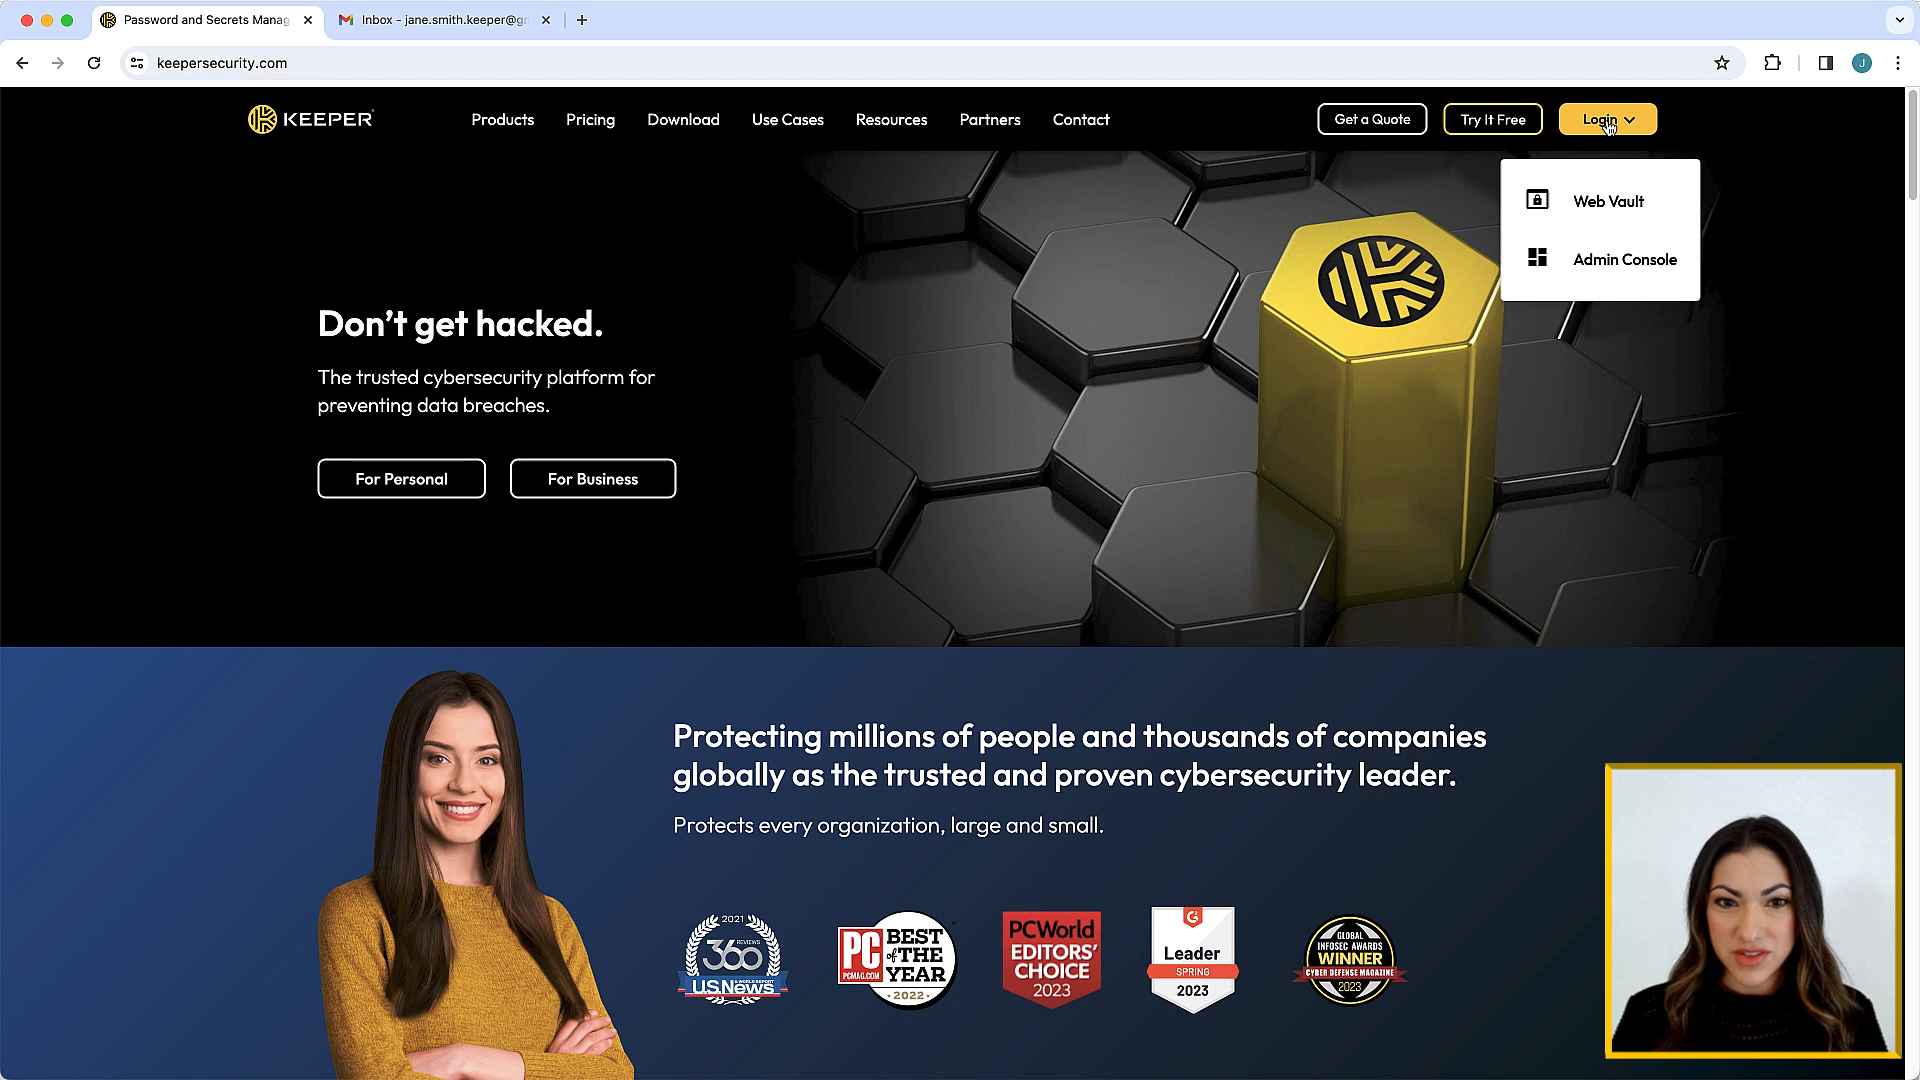 Password and Secrets Manag
Inbox - jane.smith.keeper@gr
keepersecurity.com
J
KEEPER
Products
Pricing
Download
Use Cases
Resources
Partners
Contact
Get a Quote
Try It Free
Login
Web Vault
Admin Console
Don’t get hacked.
The trusted cybersecurity platform for
preventing data breaches.
For Personal
For Business
Protecting millions of people and thousands of companies
globally as the trusted and proven cybersecurity leader.
Protects every organization, large and small.
2021
360
REVIEWS
U.S.News
& WORLD REPORT
PC
PCMAG.COM
BEST
of THE
YEAR
2022
PCWorld
EDITORS’
CHOICE
2023
G
Leader
SPRING
2023
GLOBAL
INFOSEC AWARDS
WINNER
CYBER DEFENSE MAGAZINE
2023